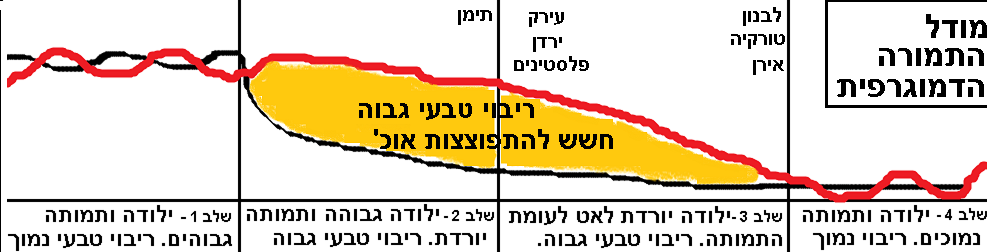 מודל
התמורה
הדמוגרפית
לבנון
טורקיה
אירן
עירק
ירדן
פלסטינים
תימן
ריבוי טבעי גבוה
חשש להתפוצצות אוכ'
שלב 1- ילודה ותמותה
גבוהים. ריבוי טבעי נמוך
שלב 2- ילודה גבוהה ותמותה
יורדת. ריבוי טבעי גבוה
שלב 3-ילודה יורדת לאט לעומת
התמותה. ריבוי טבעי גבוה.
שלב 4- ילודה ותמותה
נמוכים. ריבוי נמוך